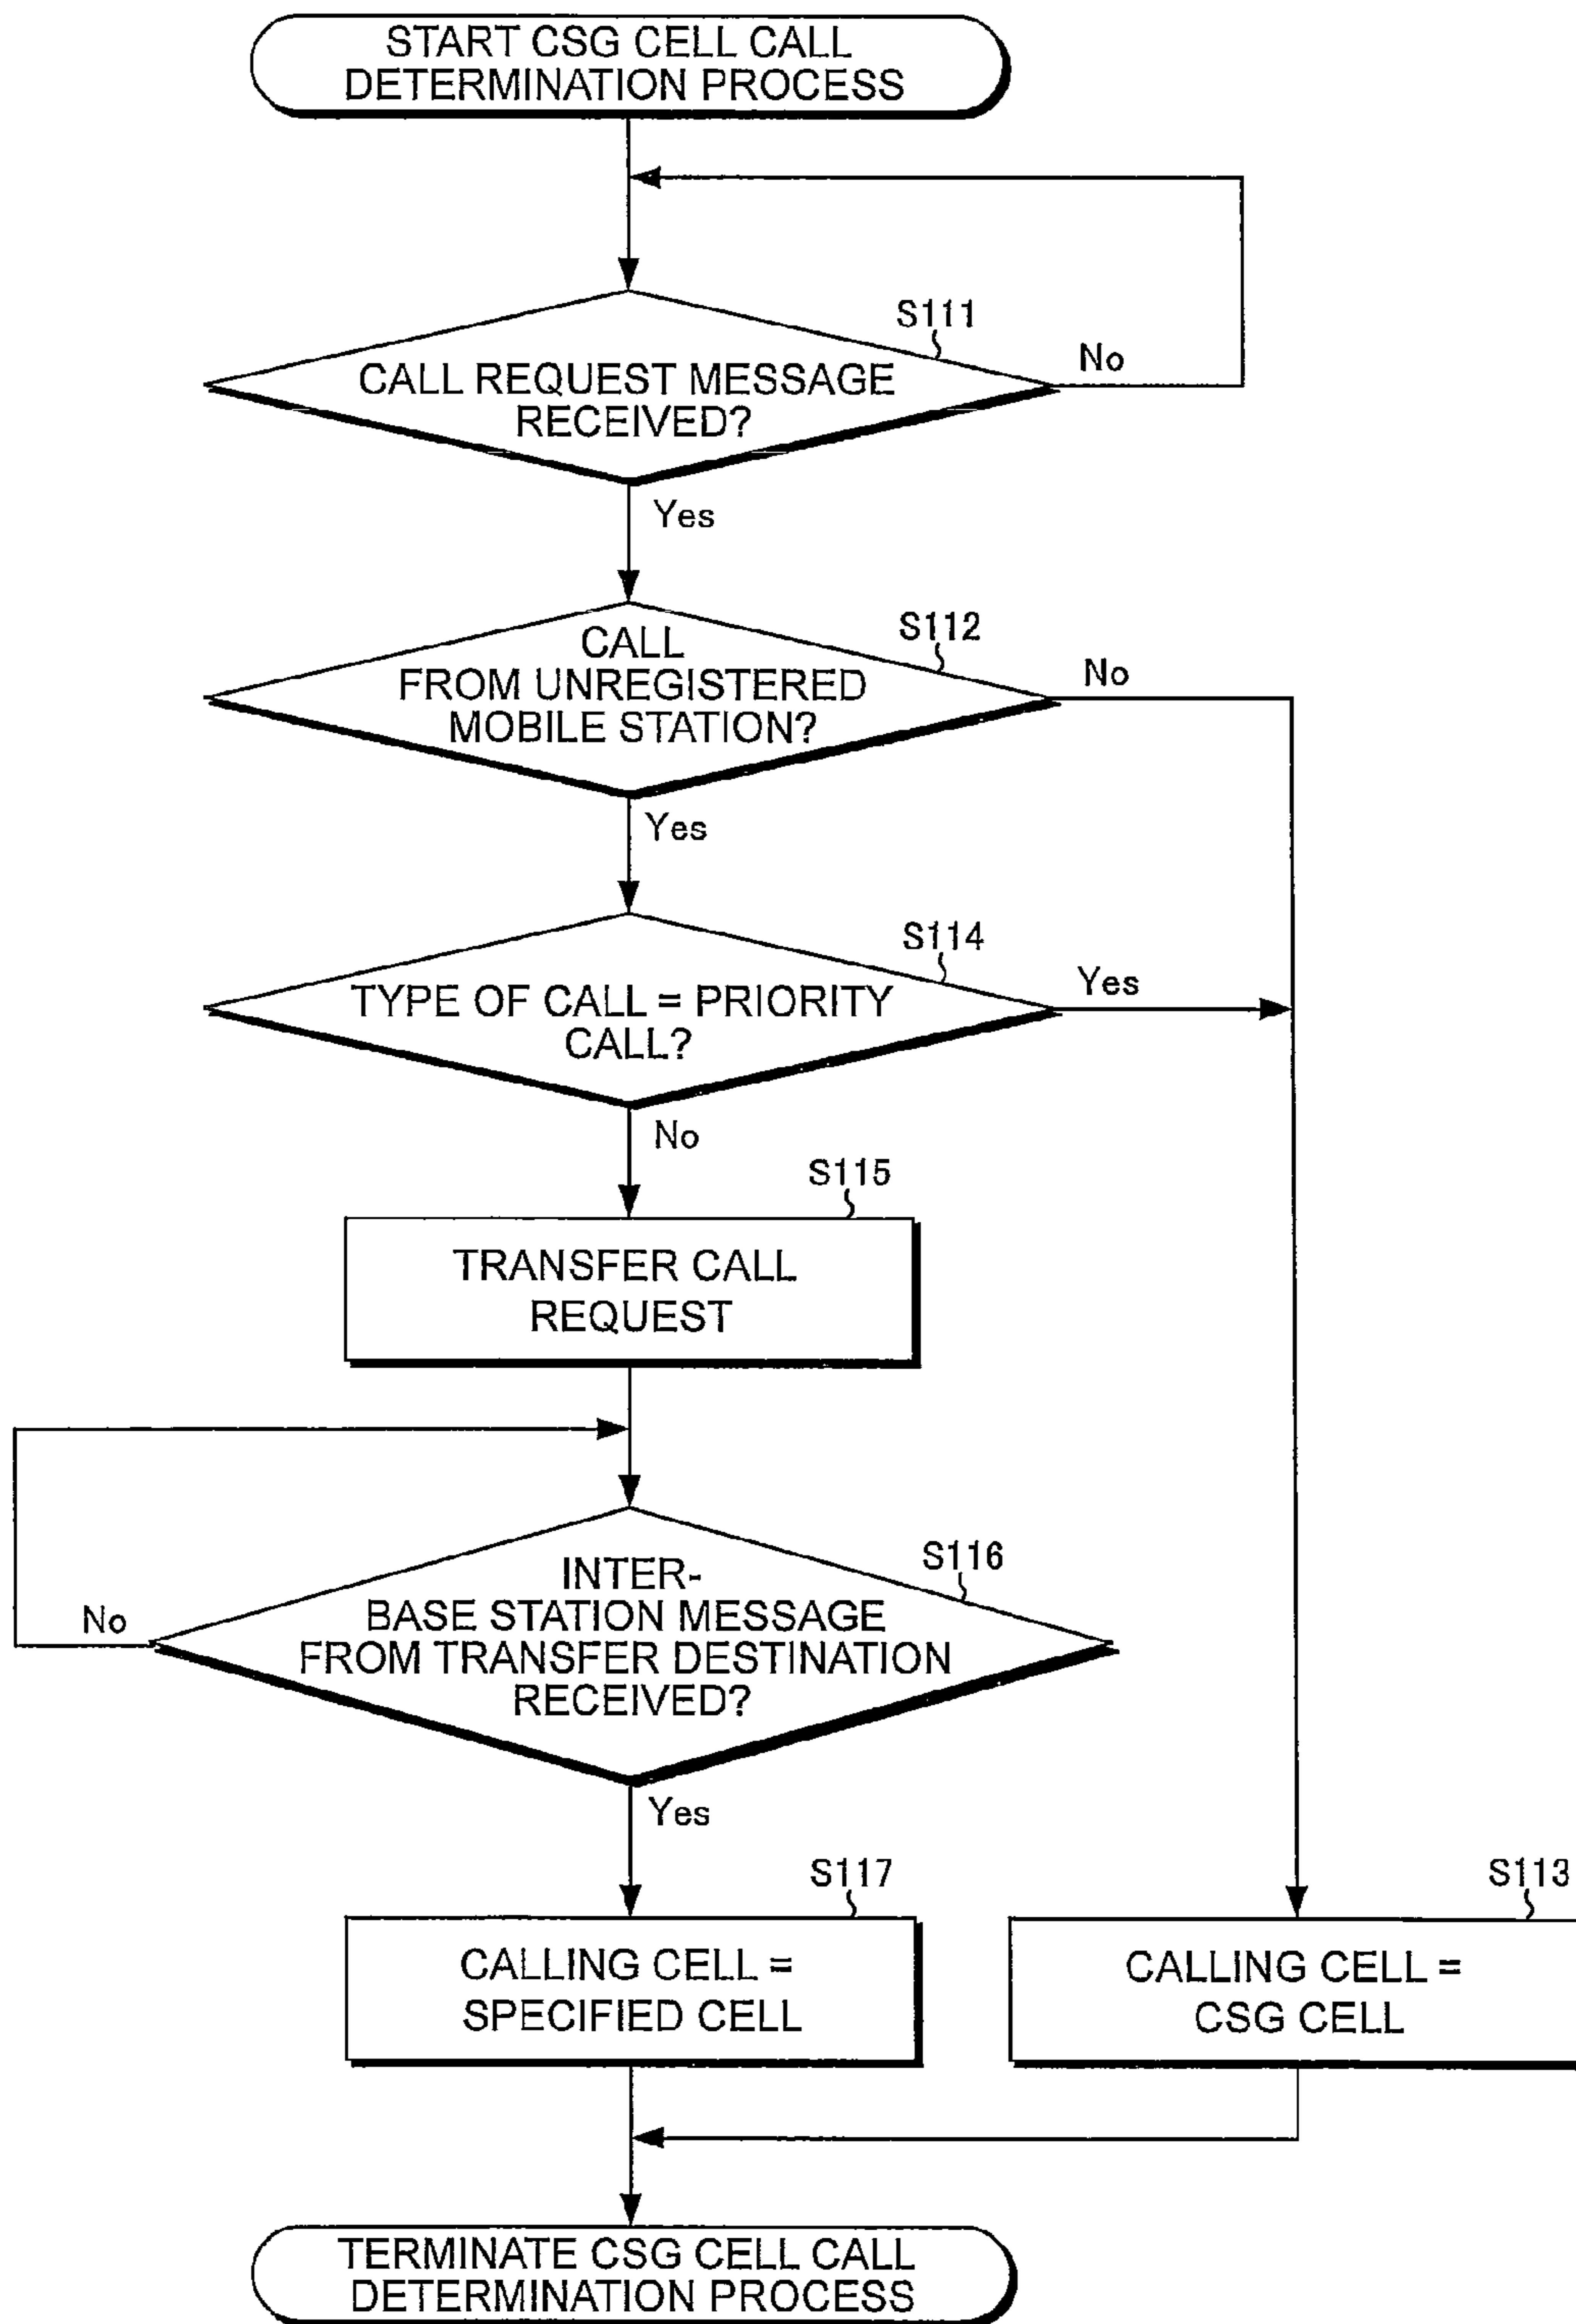 START CSG CELL CALL
DETERMINATION PROCESS
S111
CALL REQUEST MESSAGE
RECEIVED?
No
Yes
S112
CALL
FROM UNREGISTERED
MOBILE STATION?
No
Yes
S114
TYPE OF CALL = PRIORITY
CALL?
Yes
No
S115
TRANSFER CALL
REQUEST
S116
INTER-
BASE STATION MESSAGE
FROM TRANSFER DESTINATION
RECEIVED?
No
Yes
S117
CALLING CELL =
SPECIFIED CELL
S113
CALLING CELL =
CSG CELL
TERMINATE CSG CELL CALL
DETERMINATION PROCESS